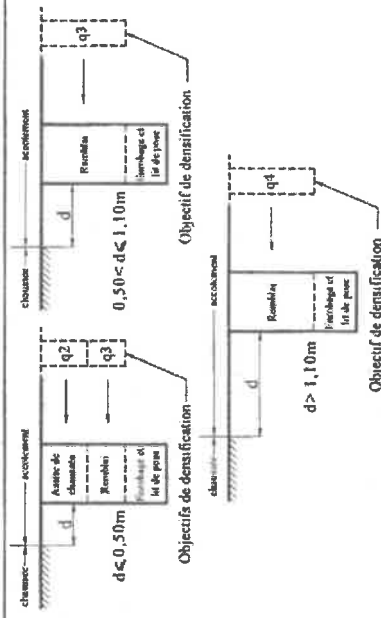 chaussée
accotement
d
Assise de
chaussée
Remblai
Enrobage et
lit de pose
q2
q3
d⩽0,50m
Objectifs de densification
chaussée
accotement
d
Remblai
Enrobage et
lit de pose
q3
0,50<d⩽1,10m
Objectif de densification
chaussée
accotement
d
Remblai
Enrobage et
lit de pose
q4
d>1,10m
Objectif de densification